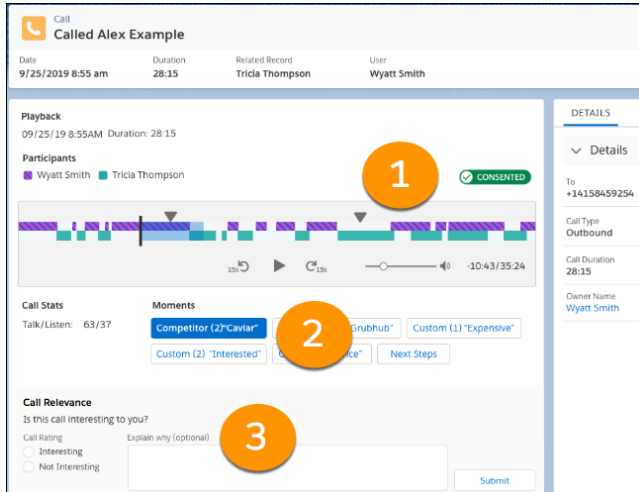 Call
Called Alex Example
Date
Duration
Related Record
User
9/25/2019 8:55 am
28:15
Tricia Thompson
Wyatt Smith
Playback
09/25/19 8:55AM Duration: 28:15
Participants
Wyatt Smith
Tricia Thompson
1
CONSENTED
15s
15s
-10:43/35:24
Call Stats
Talk/Listen: 63/37
Moments
Competitor (2)"Caviar"
Grubhub"
Custom (1) "Expensive"
2
Custom (2) "Interested"
Next Steps
Call Relevance
Is this call interesting to you?
Call Rating
Interesting
Not Interesting
Explain why (optional)
3
Submit
DETAILS
Details
To
+14158459254
Call Type
Outbound
Call Duration
28:15
Owner Name
Wyatt Smith